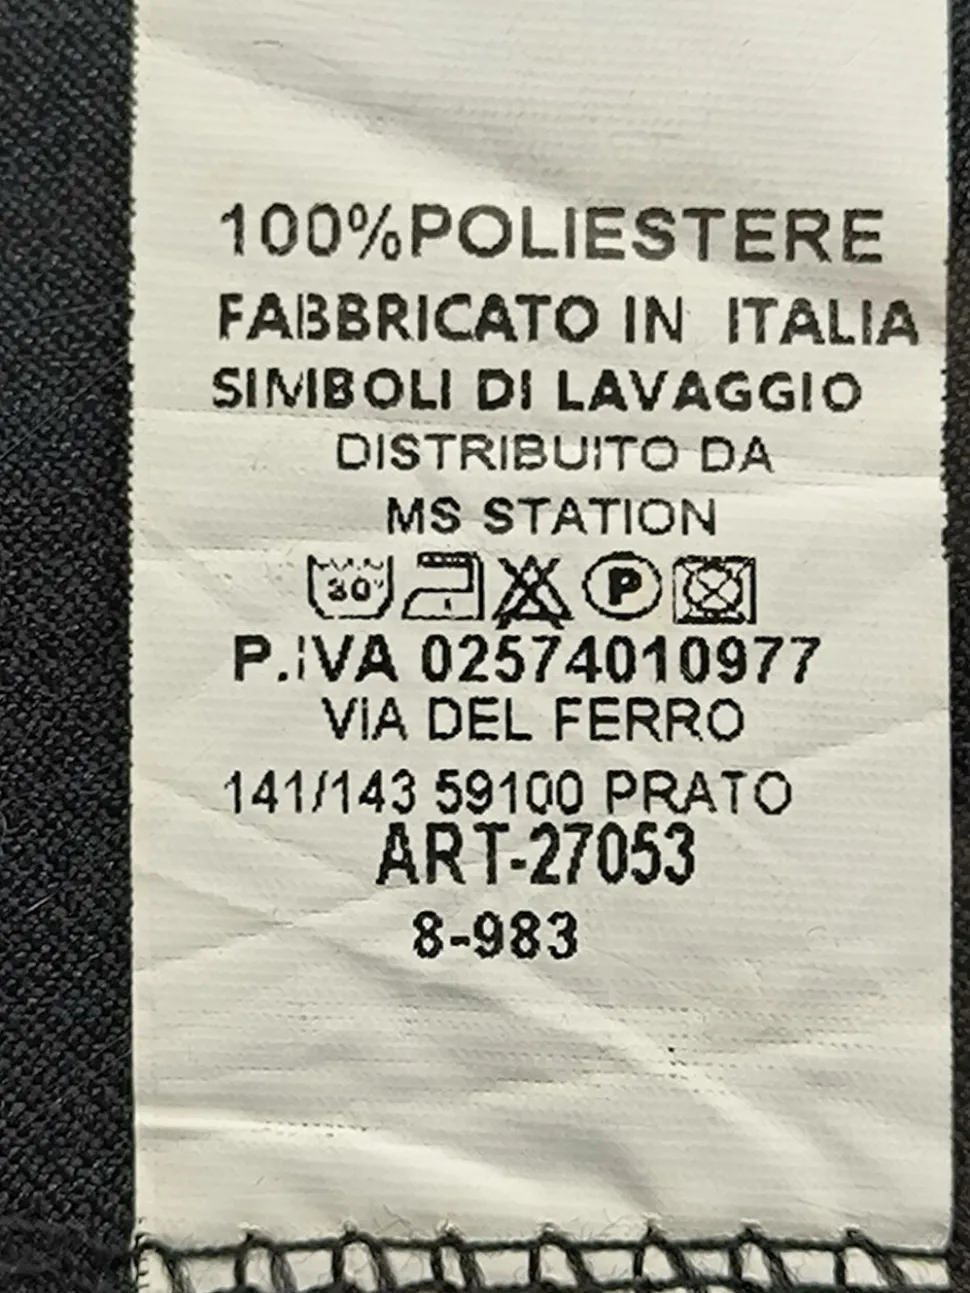 100%POLIESTERE
FABBRICATO IN ITALIA
SIMBOLI DI LAVAGGIO
DISTRIBUITO DA
MS STATION
30° P
P.IVA 02574010977
VIA DEL FERRO
141/143 59100 PRATO
ART-27053
8-983